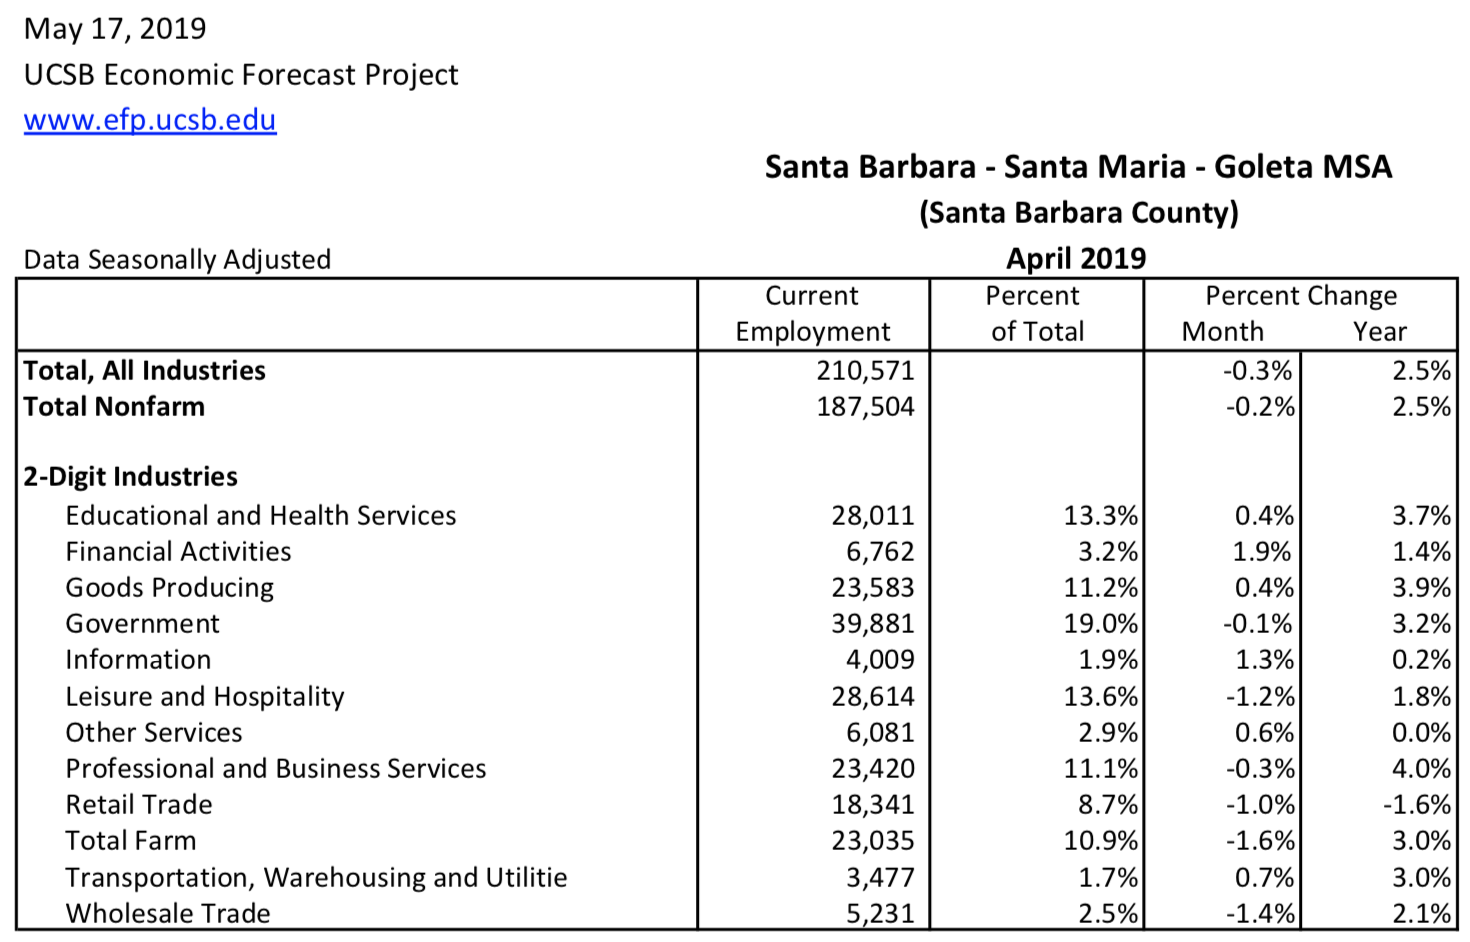 May 17, 2019
UCSB Economic Forecast Project
www.efp.ucsb.edu
Santa Barbara - Santa Maria - Goleta MSA
(Santa Barbara County)
Data Seasonally Adjusted April 2019
Current Percent Percent Change
Employment of Total Month Year
Total, All Industries 210,571 -0.3% 2.5%
Total Nonfarm 187,504 -0.2% 2.5%
2-Digit Industries
Educational and Health Services 28,011 13.3% 0.4% 3.7%
Financial Activities 6,762 3.2% 1.9% 1.4%
Goods Producing 23,583 11.2% 0.4% 3.9%
Government 39,881 19.0% -0.1% 3.2%
Information 4,009 1.9% 1.3% 0.2%
Leisure and Hospitality 28,614 13.6% -1.2% 1.8%
Other Services 6,081 2.9% 0.6% 0.0%
Professional and Business Services 23,420 11.1% -0.3% 4.0%
Retail Trade 18,341 8.7% -1.0% -1.6%
Total Farm 23,035 10.9% -1.6% 3.0%
Transportation, Warehousing and Utilitie 3,477 1.7% 0.7% 3.0%
Wholesale Trade 5,231 2.5% -1.4% 2.1%